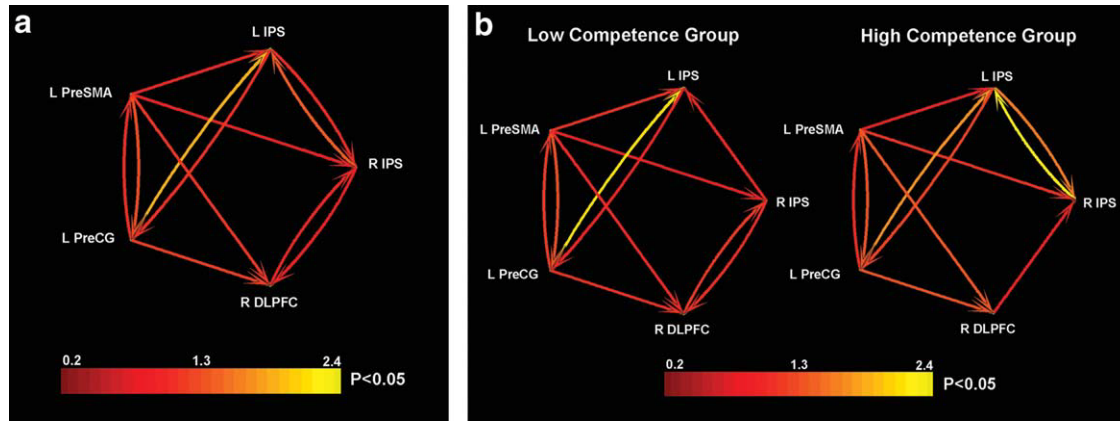 a
L IPS
L PreSMA
R IPS
L PreCG
R DLPFC
0.2 1.3 2.4
P<0.05
b
Low Competence Group
L IPS
L PreSMA
R IPS
L PreCG
R DLPFC
High Competence Group
L IPS
L PreSMA
R IPS
L PreCG
R DLPFC
0.2 1.3 2.4
P<0.05